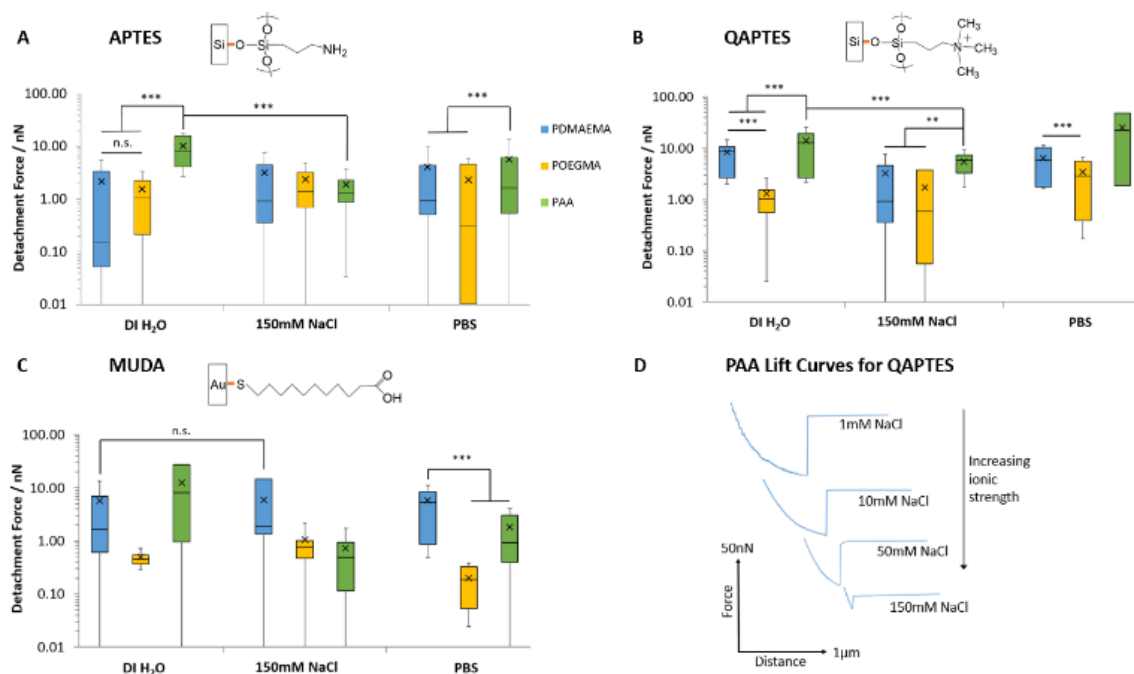 A APTES
Si O Si NH₂
O
O
100.00
10.00
1.00
0.10
0.01
Detachment Force / nN
***
n.s.
***
***
DI H₂O 150mM NaCl PBS
PDMAEMA
POEGMA
PAA
B QAPTES
Si O Si N CH₃
O
O
CH₃
+
CH₃
100.00
10.00
1.00
0.10
0.01
Detachment Force / nN
***
***
***
**
***
DI H₂O 150mM NaCl PBS
C MUDA
Au S O
OH
100.00
10.00
1.00
0.10
0.01
Detachment Force / nN
n.s.
***
DI H₂O 150mM NaCl PBS
D PAA Lift Curves for QAPTES
1mM NaCl
10mM NaCl
50mM NaCl
150mM NaCl
Increasing
ionic
strength
50nN
Force
Distance
1μm